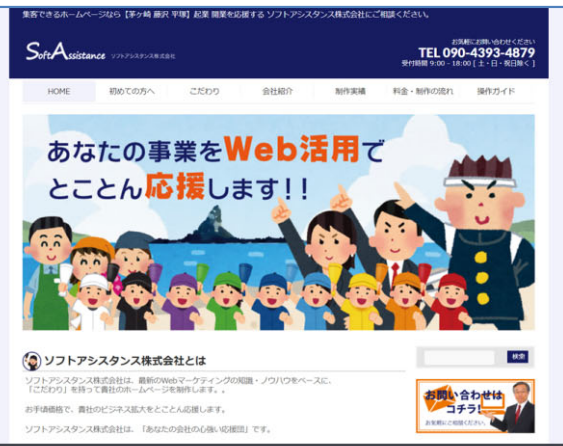 集客できるホームページなら【茅ヶ崎 藤沢 平塚】起業 開業を応援する ソフトアシスタンス株式会社にご相談ください。
SoftAssistance ソフトアシスタンス株式会社
お気軽にお問い合わせください
TEL 090-4393-4879
受付時間 9:00 - 18:00 [ 土・日・祝日除く ]
HOME 初めての方へ こだわり 会社紹介 制作実績 料金・制作の流れ 操作ガイド
あなたの事業をWeb活用で
とことん応援します!!
ソフトアシスタンス株式会社とは
検索
ソフトアシスタンス株式会社は、最新のWebマーケティングの知識・ノウハウをベースに、
「こだわり」を持って貴社のホームページを制作します。。
お手頃価格で、貴社のビジネス拡大をとことん応援します。
ソフトアシスタンス株式会社は、「あなたの会社の心強い応援団」です。
お問い合わせは
コチラ!
お気軽にご相談ください。